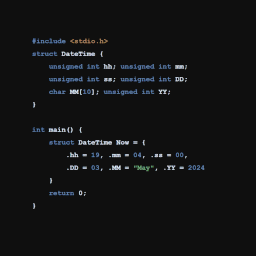 #include <stdio.h>
struct DateTime {
unsigned int hh; unsigned int mm;
unsigned int ss; unsigned int DD;
char MM[10]; unsigned int YY;
}
int main() {
struct DateTime Now = {
.hh = 19, .mm = 04, .ss = 00,
.DD = 03, .MM = "May", .YY = 2024
}
return 0;
}